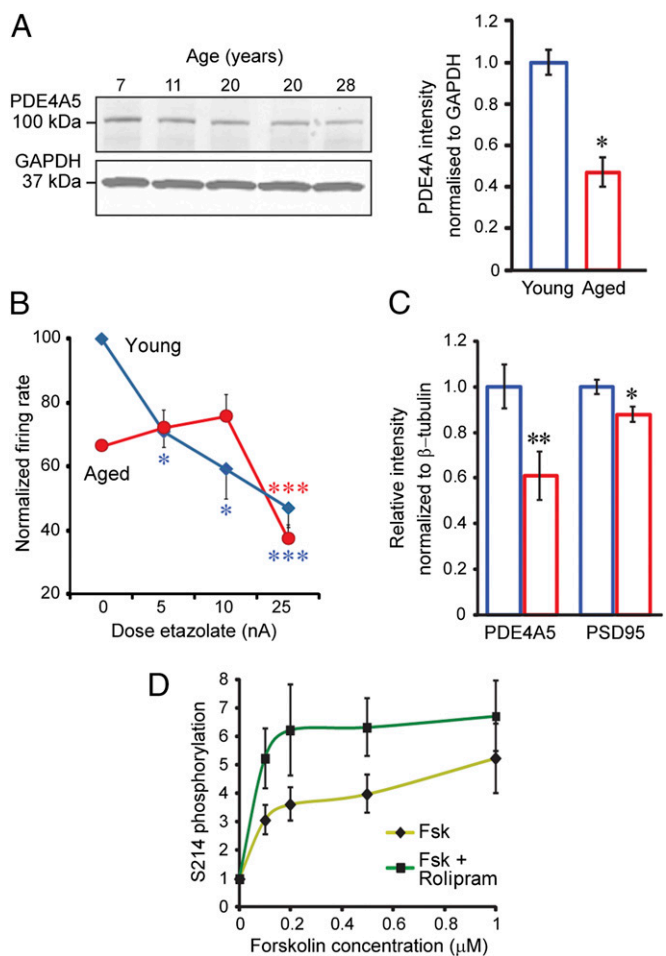 A
Age (years)
7 11 20 20 28
PDE4A5
100 kDa
GAPDH
37 kDa
PDE4A intensity
normalised to GAPDH
1.2
1.0
0.8
0.6
0.4
0.2
0
*
Young Aged
B
Normalized firing rate
100
80
60
40
20
Young
Aged
*
*
***
***
0 5 10 25
Dose etazolate (nA)
C
Relative intensity
normalized to β-tubulin
1.2
1.0
0.8
0.6
0.4
0.2
0
**
*
PDE4A5 PSD95
D
S214 phosphorylation
8
7
6
5
4
3
2
1
0
Fsk
Fsk +
Rolipram
0 0.2 0.4 0.6 0.8 1
Forskolin concentration (μM)